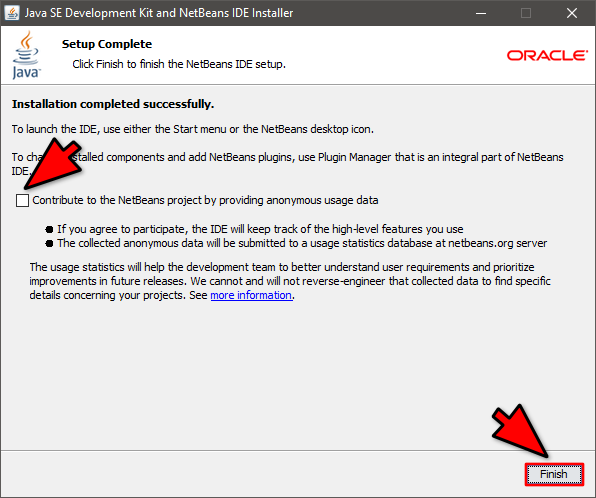 Java SE Development Kit and NetBeans IDE Installer
Java
Setup Complete
Click Finish to finish the NetBeans IDE setup.
ORACLE
Installation completed successfully.
To launch the IDE, use either the Start menu or the NetBeans desktop icon.
To installed components and add NetBeans plugins, use Plugin Manager that is an integral part of NetBeans
IDE.
Contribute to the NetBeans project by providing anonymous usage data
● If you agree to participate, the IDE will keep track of the high-level features you use
● The collected anonymous data will be submitted to a usage statistics database at netbeans.org server
The usage statistics will help the development team to better understand user requirements and prioritize
improvements in future releases. We cannot and will not reverse-engineer that collected data to find specific
details concerning your projects. See more information.
Finish